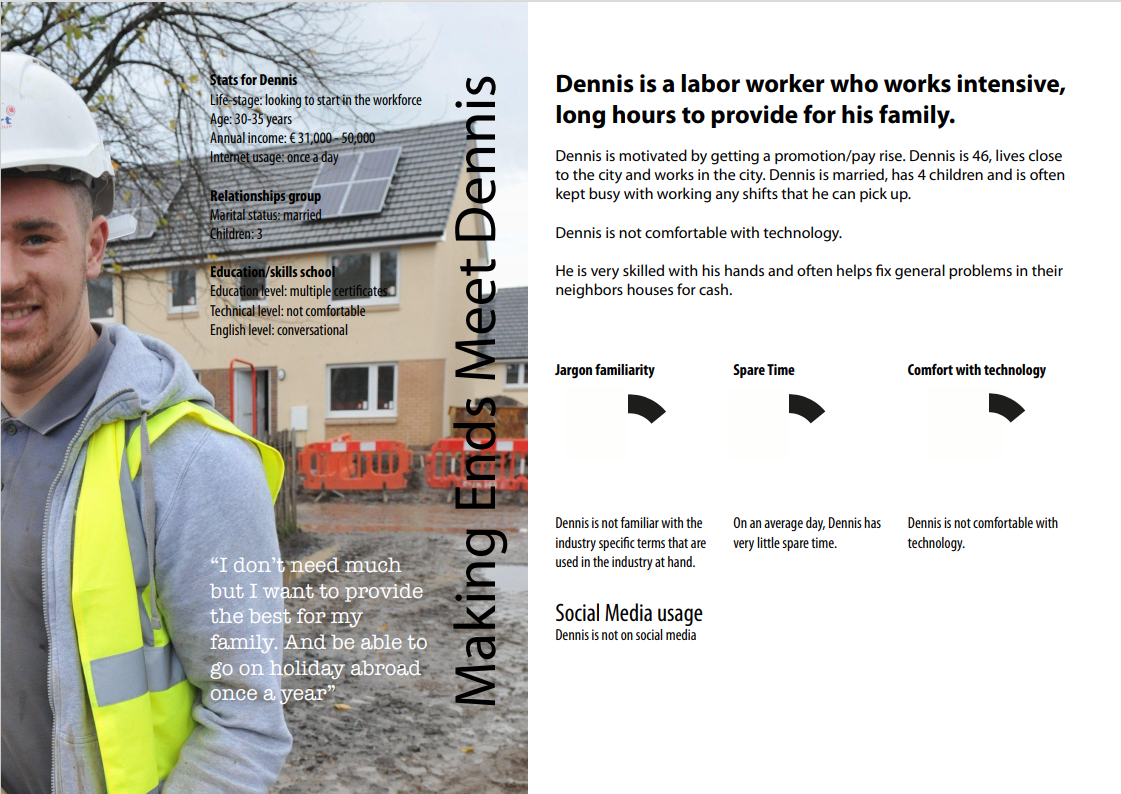 Stats for Dennis
Life-stage: looking to start in the workforce
Age: 30-35 years
Annual income: € 31,000 - 50,000
Internet usage: once a day
Relationships group
Marital status: married
Children: 3
Education/skills school
Education level: multiple certificates
Technical level: not comfortable
English level: conversational
Making Ends Meet Dennis
“I don’t need much
but I want to provide
the best for my
family. And be able to
go on holiday abroad
once a year”
Dennis is a labor worker who works intensive,
long hours to provide for his family.
Dennis is motivated by getting a promotion/pay rise. Dennis is 46, lives close
to the city and works in the city. Dennis is married, has 4 children and is often
kept busy with working any shifts that he can pick up.
Dennis is not comfortable with technology.
He is very skilled with his hands and often helps fix general problems in their
neighbors houses for cash.
Jargon familiarity
Spare Time
Comfort with technology
Dennis is not familiar with the
industry specific terms that are
used in the industry at hand.
On an average day, Dennis has
very little spare time.
Dennis is not comfortable with
technology.
Social Media usage
Dennis is not on social media